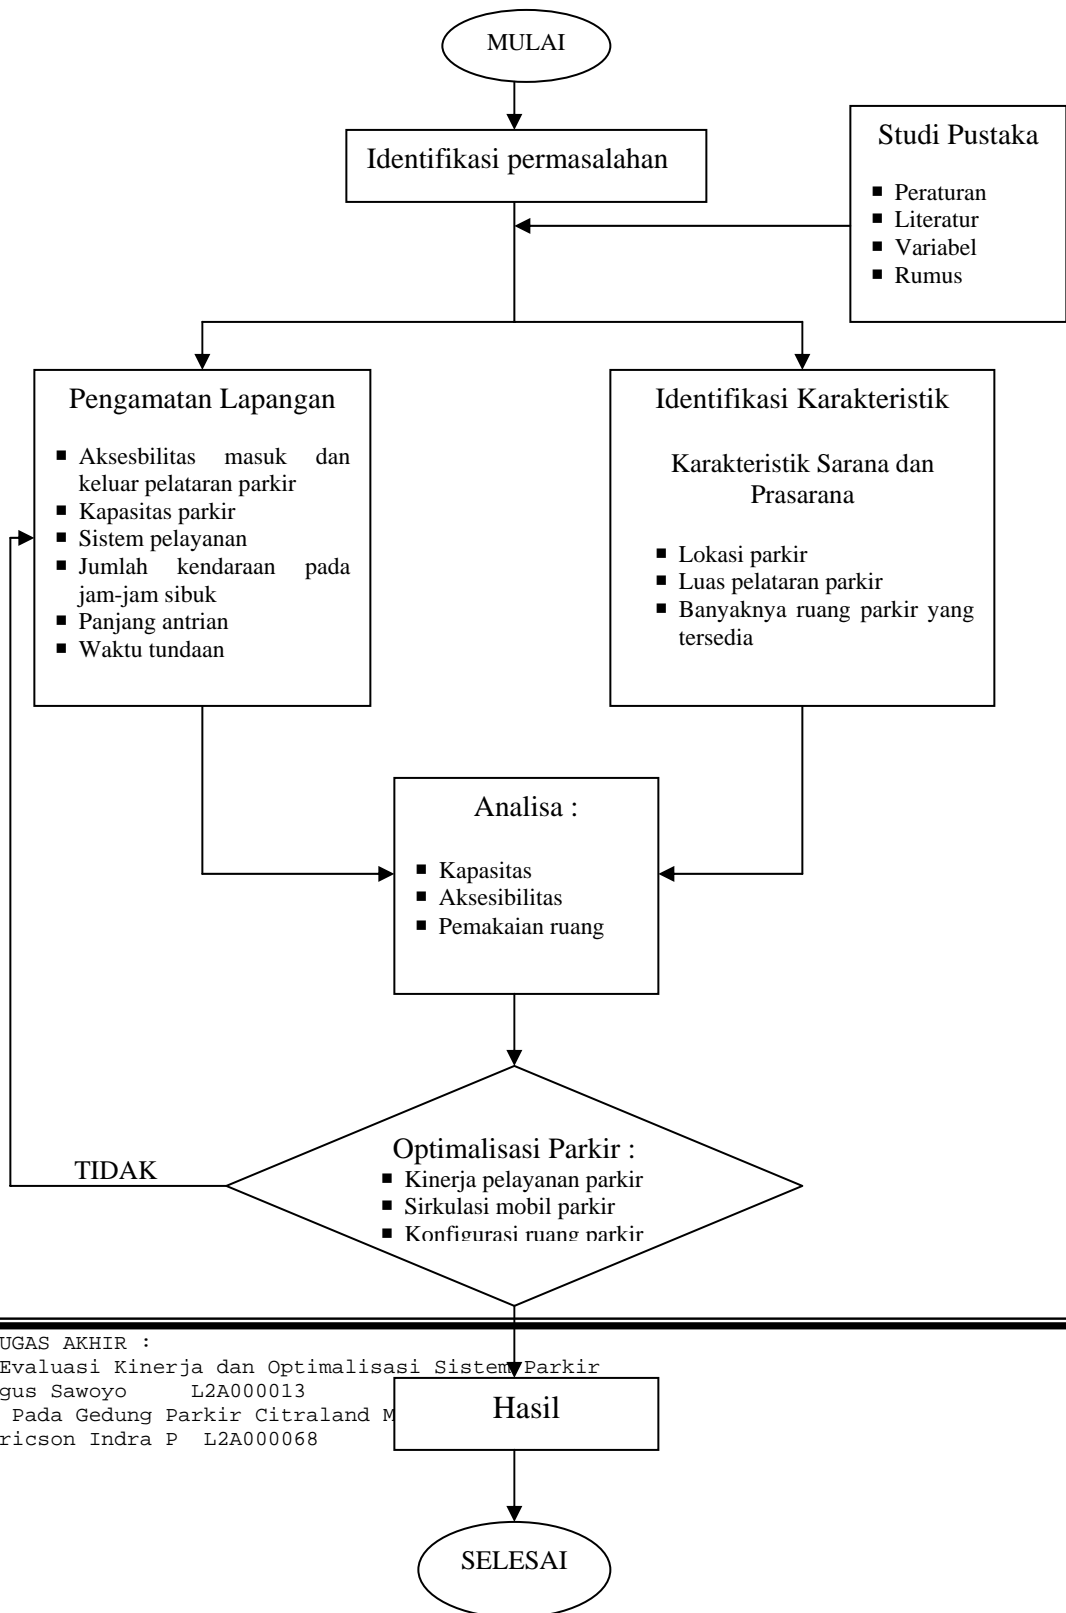 MULAI
Identifikasi permasalahan
Studi Pustaka
▪ Peraturan
▪ Literatur
▪ Variabel
▪ Rumus
Pengamatan Lapangan
▪ Aksesbilitas masuk dan
keluar pelataran parkir
▪ Kapasitas parkir
▪ Sistem pelayanan
▪ Jumlah kendaraan pada
jam-jam sibuk
▪ Panjang antrian
▪ Waktu tundaan
Identifikasi Karakteristik
Karakteristik Sarana dan
Prasarana
▪ Lokasi parkir
▪ Luas pelataran parkir
▪ Banyaknya ruang parkir yang
tersedia
Analisa :
▪ Kapasitas
▪ Aksesibilitas
▪ Pemakaian ruang
Optimalisasi Parkir :
▪ Kinerja pelayanan parkir
▪ Sirkulasi mobil parkir
▪ Konfigurasi ruang parkir
TIDAK
UGAS AKHIR :
Evaluasi Kinerja dan Optimalisasi Sistem Parkir
gus Sawoyo L2A000013
Pada Gedung Parkir Citraland M
ricson Indra P L2A000068
Hasil
SELESAI